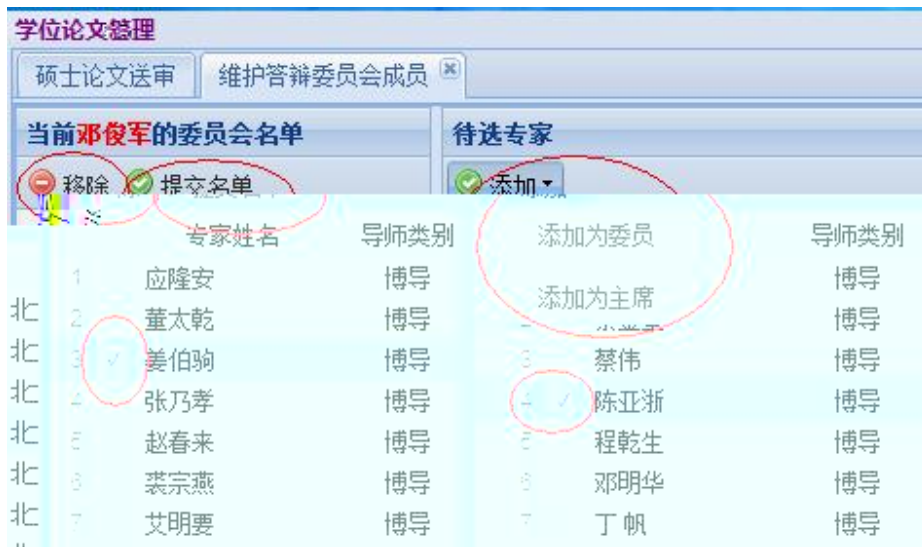 学位论文管理
硕士论文送审 维护答辩委员会成员
当前邓俊军的委员会名单 待选专家
移除 提交名单 添加
专家姓名 导师类别 添加为委员 导师类别
1 应隆安 博导 博导
添加为主席
北 2 董太乾 博导 博导
北 3 姜伯驹 博导 3 蔡伟 博导
北 4 张乃孝 博导 4 陈亚浙 博导
北 5 赵春来 博导 5 程乾生 博导
北 6 裘宗燕 博导 6 邓明华 博导
北 7 艾明要 博导 7 丁帆 博导